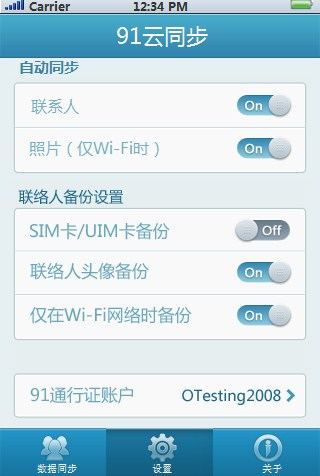 Carrier 12:34 PM
91云同步
自动同步
联系人 On
照片（仅Wi-Fi时） On
联络人备份设置
SIM卡/UIM卡备份 Off
联络人头像备份 On
仅在Wi-Fi网络时备份 On
91通行证账户 OTesting2008
数据同步 设置 关于